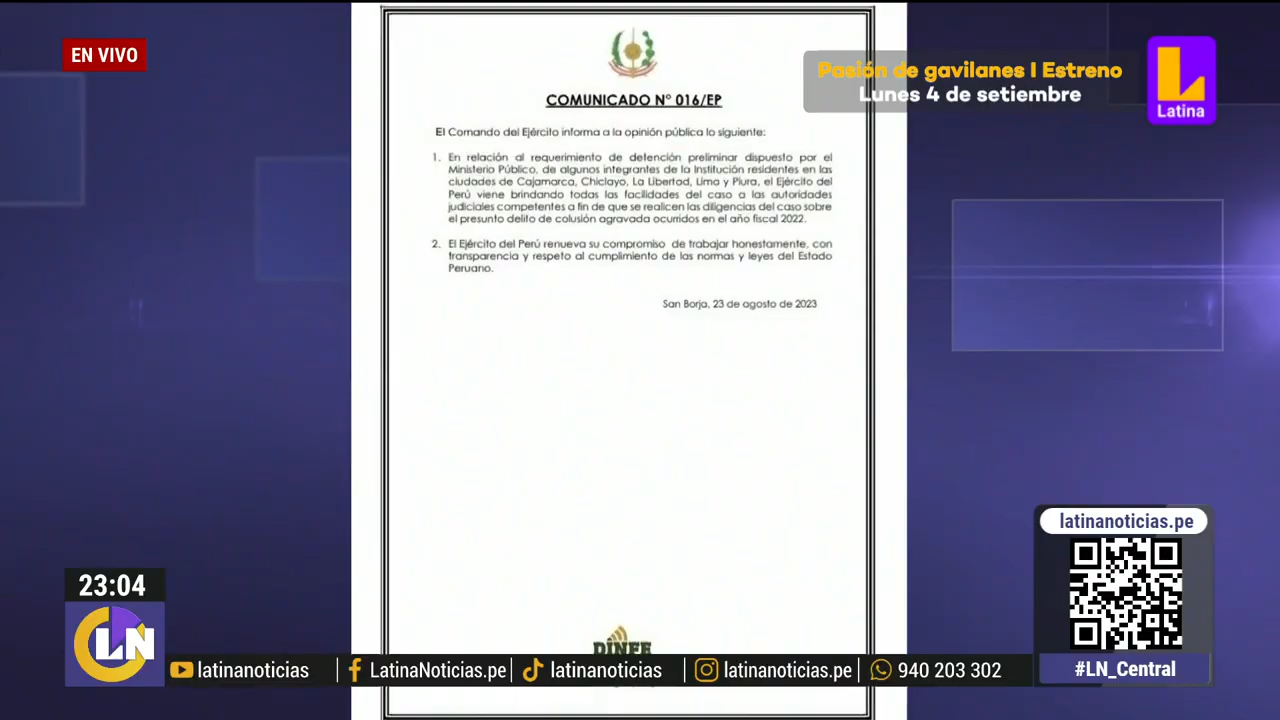 EN VIVO
Pasión de gavilanes I Estreno
Lunes 4 de setiembre
Latina
COMUNICADO N° 016/EP
El Comando del Ejército informa a la opinión pública lo siguiente:
1. En relación al requerimiento de detención preliminar dispuesto por el
Ministerio Público, de algunos integrantes de la Institución residentes en las
ciudades de Cajamarca, Chiclayo, La Libertad, Lima y Piura, el Ejército del
Perú viene brindando todas las facilidades del caso a las autoridades
judiciales competentes a fin de que se realicen las diligencias del caso sobre
el presunto delito de colusión agravada ocurridos en el año fiscal 2022.
2. El Ejército del Perú renueva su compromiso de trabajar honestamente, con
transparencia y respeto al cumplimiento de las normas y leyes del Estado
Peruano.
San Borja, 23 de agosto de 2023
latinanoticias.pe
23:04
LN
latinanoticias
LatinaNoticias.pe
latinanoticias
latinanoticias.pe
940 203 302
#LN_Central